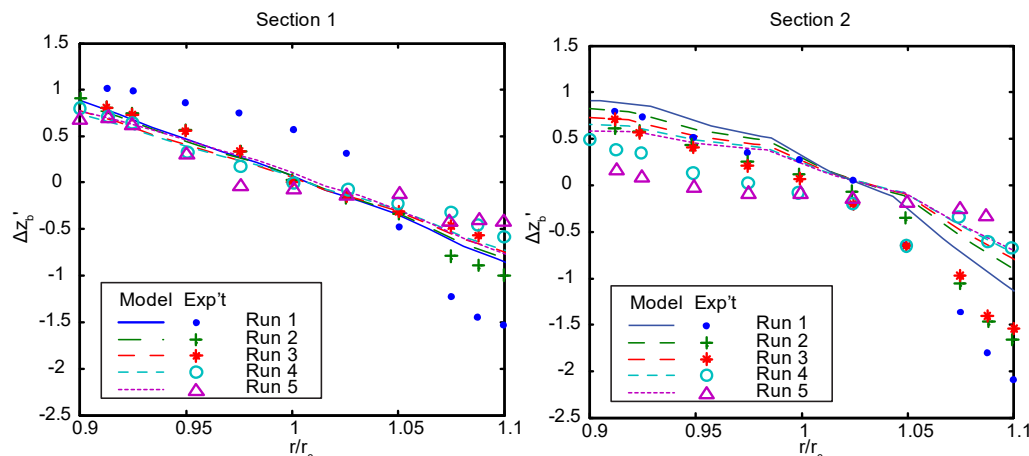 Section 1
1.5
1
0.5
0
-0.5
-1
-1.5
-2
-2.5
Δz_b'
Model Exp't
Run 1
Run 2
Run 3
Run 4
Run 5
0.9 0.95 1 1.05 1.1
Section 2
1.5
1
0.5
0
-0.5
-1
-1.5
-2
-2.5
Δz_b'
Model Exp't
Run 1
Run 2
Run 3
Run 4
Run 5
0.9 0.95 1 1.05 1.1